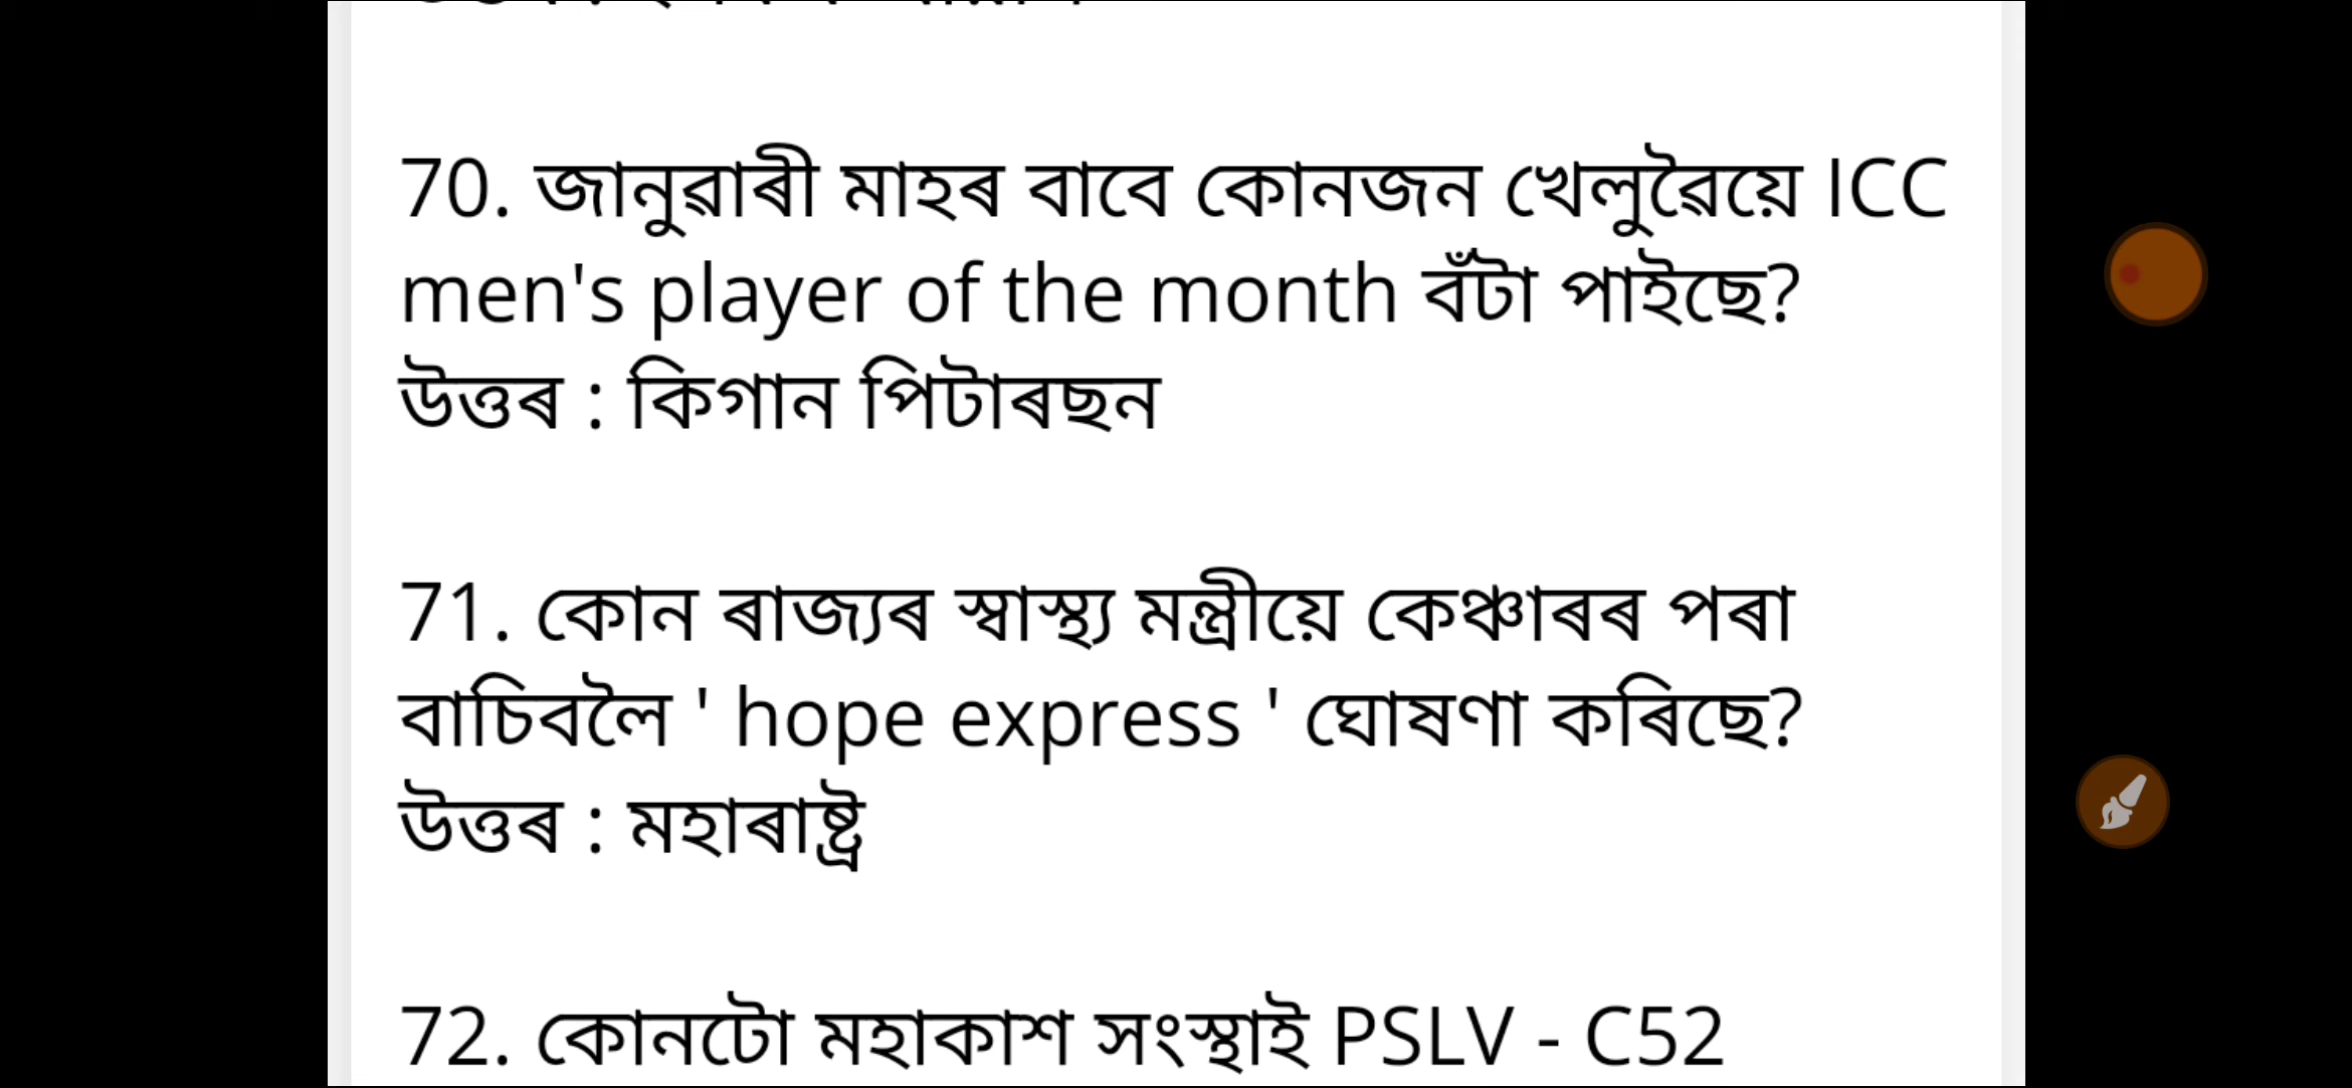 70. জানুৱাৰী মাহৰ বাবে কোনজন খেলুৱৈয়ে ICC
men's player of the month বঁটা পাইছে?
উত্তৰ : কিগান পিটাৰছন
71. কোন ৰাজ্যৰ স্বাস্থ্য মন্ত্ৰীয়ে কেঞ্চাৰৰ পৰা
বাচিবলৈ ' hope express ' ঘোষণা কৰিছে?
উত্তৰ : মহাৰাষ্ট্ৰ
72. কোনটো মহাকাশ সংস্থাই PSLV - C52